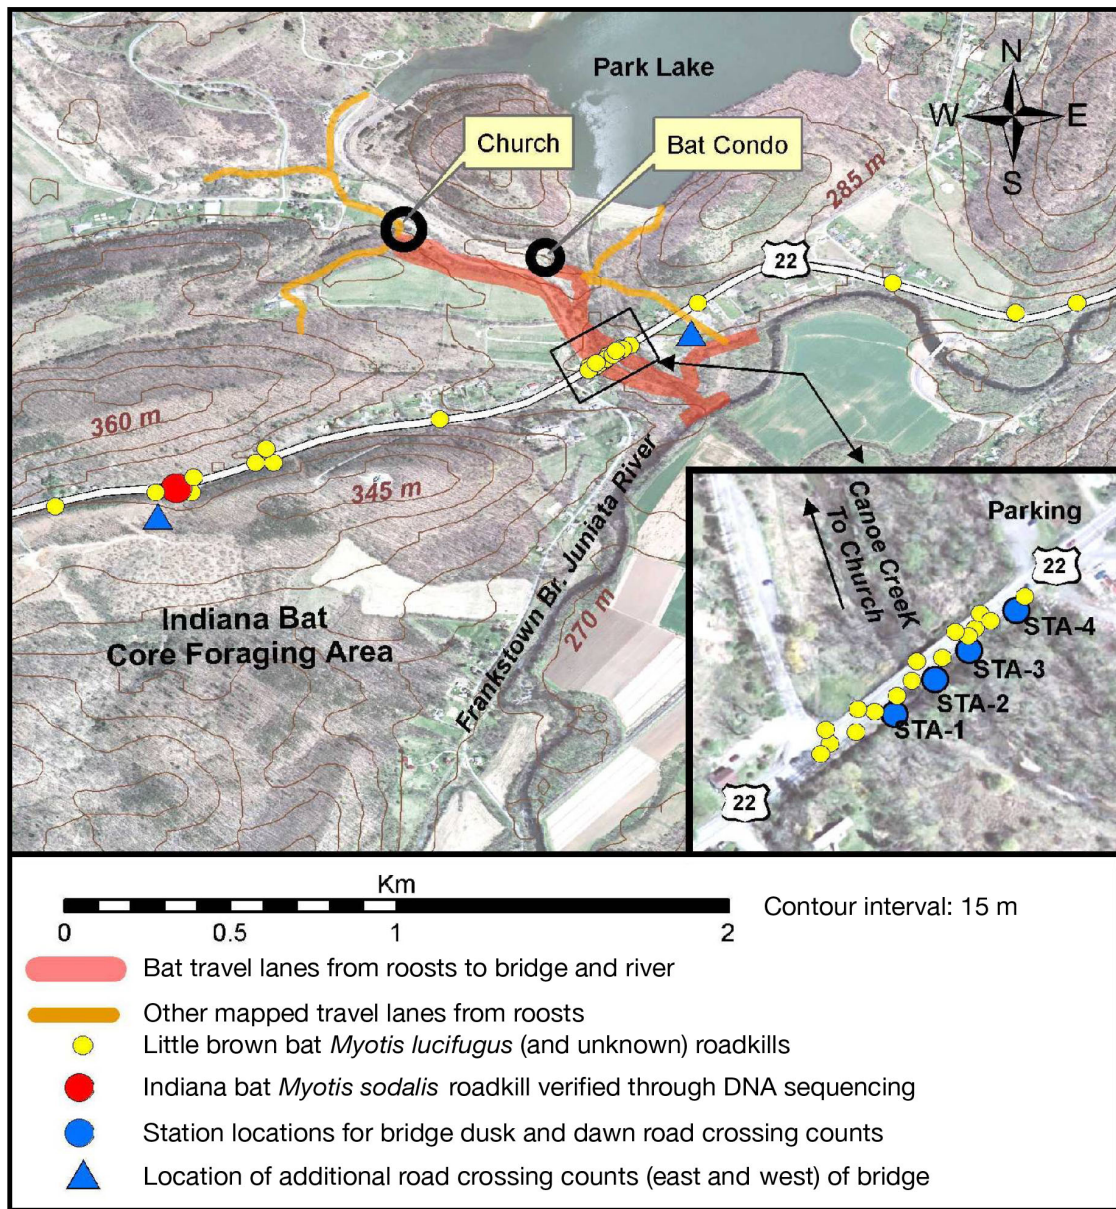 Park Lake
N
W
E
S
Church
Bat Condo
285 m
22
360 m
345 m
Indiana Bat
Core Foraging Area
Frankstown Br. Juniata River
270 m
Canoe Creek
To Church
Parking
22
STA-4
STA-3
STA-2
STA-1
22
Km
0
0.5
1
2
Contour interval: 15 m
Bat travel lanes from roosts to bridge and river
Other mapped travel lanes from roosts
Little brown bat Myotis lucifugus (and unknown) roadkills
Indiana bat Myotis sodalis roadkill verified through DNA sequencing
Station locations for bridge dusk and dawn road crossing counts
Location of additional road crossing counts (east and west) of bridge